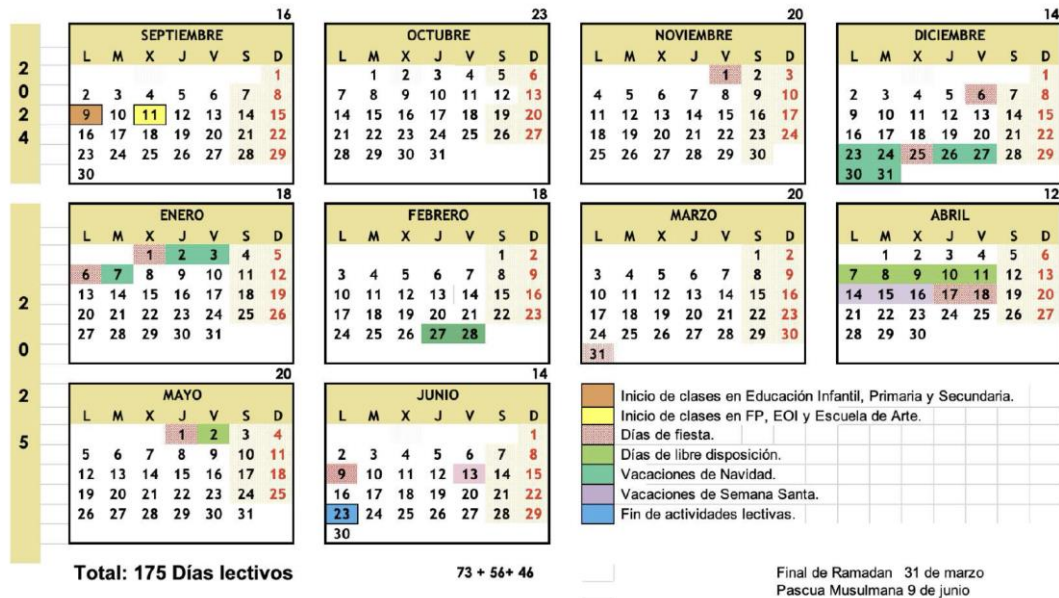 16 23 20 14
SEPTIEMBRE
L M X J V S D
1
2 3 4 5 6 7 8
9 10 11 12 13 14 15
16 17 18 19 20 21 22
23 24 25 26 27 28 29
30
OCTUBRE
L M X J V S D
1 2 3 4 5 6
7 8 9 10 11 12 13
14 15 16 17 18 19 20
21 22 23 24 25 26 27
28 29 30 31
NOVIEMBRE
L M X J V S D
1 2 3
4 5 6 7 8 9 10
11 12 13 14 15 16 17
18 19 20 21 22 23 24
25 26 27 28 29 30
DICIEMBRE
L M X J V S D
1
2 3 4 5 6 7 8
9 10 11 12 13 14 15
16 17 18 19 20 21 22
23 24 25 26 27 28 29
30 31
2024
18 18 20 12
ENERO
L M X J V S D
1 2 3 4 5
6 7 8 9 10 11 12
13 14 15 16 17 18 19
20 21 22 23 24 25 26
27 28 29 30 31
FEBRERO
L M X J V S D
1 2
3 4 5 6 7 8 9
10 11 12 13 14 15 16
17 18 19 20 21 22 23
24 25 26 27 28
MARZO
L M X J V S D
1 2
3 4 5 6 7 8 9
10 11 12 13 14 15 16
17 18 19 20 21 22 23
24 25 26 27 28 29 30
31
ABRIL
L M X J V S D
1 2 3 4 5 6
7 8 9 10 11 12 13
14 15 16 17 18 19 20
21 22 23 24 25 26 27
28 29 30
2025
20 14
MAYO
L M X J V S D
1 2 3 4
5 6 7 8 9 10 11
12 13 14 15 16 17 18
19 20 21 22 23 24 25
26 27 28 29 30 31
JUNIO
L M X J V S D
1
2 3 4 5 6 7 8
9 10 11 12 13 14 15
16 17 18 19 20 21 22
23 24 25 26 27 28 29
30
Inicio de clases en Educación Infantil, Primaria y Secundaria.
Inicio de clases en FP, EOI y Escuela de Arte.
Días de fiesta.
Días de libre disposición.
Vacaciones de Navidad.
Vacaciones de Semana Santa.
Fin de actividades lectivas.
Total: 175 Días lectivos
73 + 56+ 46
Final de Ramadan 31 de marzo
Pascua Musulmana 9 de junio